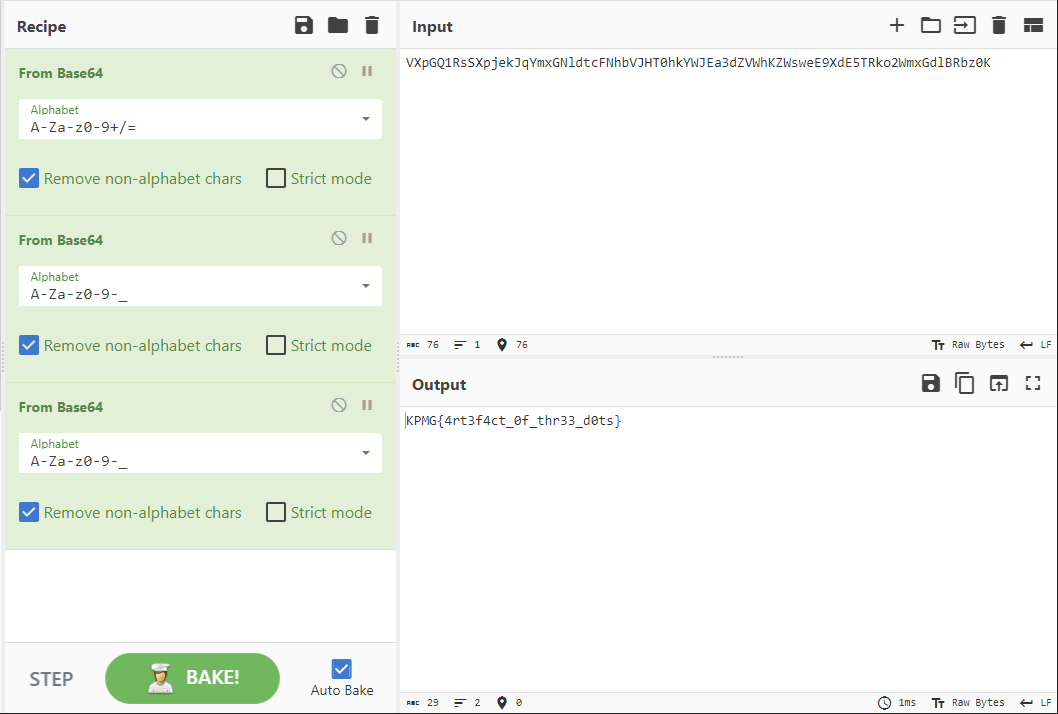 Recipe
From Base64
Alphabet
A-Za-z0-9+/=
Remove non-alphabet chars Strict mode
From Base64
Alphabet
A-Za-z0-9-_
Remove non-alphabet chars Strict mode
From Base64
Alphabet
A-Za-z0-9-_
Remove non-alphabet chars Strict mode
STEP BAKE! Auto Bake
Input
VXpGQ1RsSXpjekJqYmxGNldtcFNhbVJHT0hkYWJEa3dZVWhKZWsweE9XdE5TRko2WmxGdlBRbz0K
ABC 76 1 76 Tr Raw Bytes LF
Output
KPMG{4rt3f4ct_0f_thr33_d0ts}
ABC 29 2 0 1ms Tr Raw Bytes LF